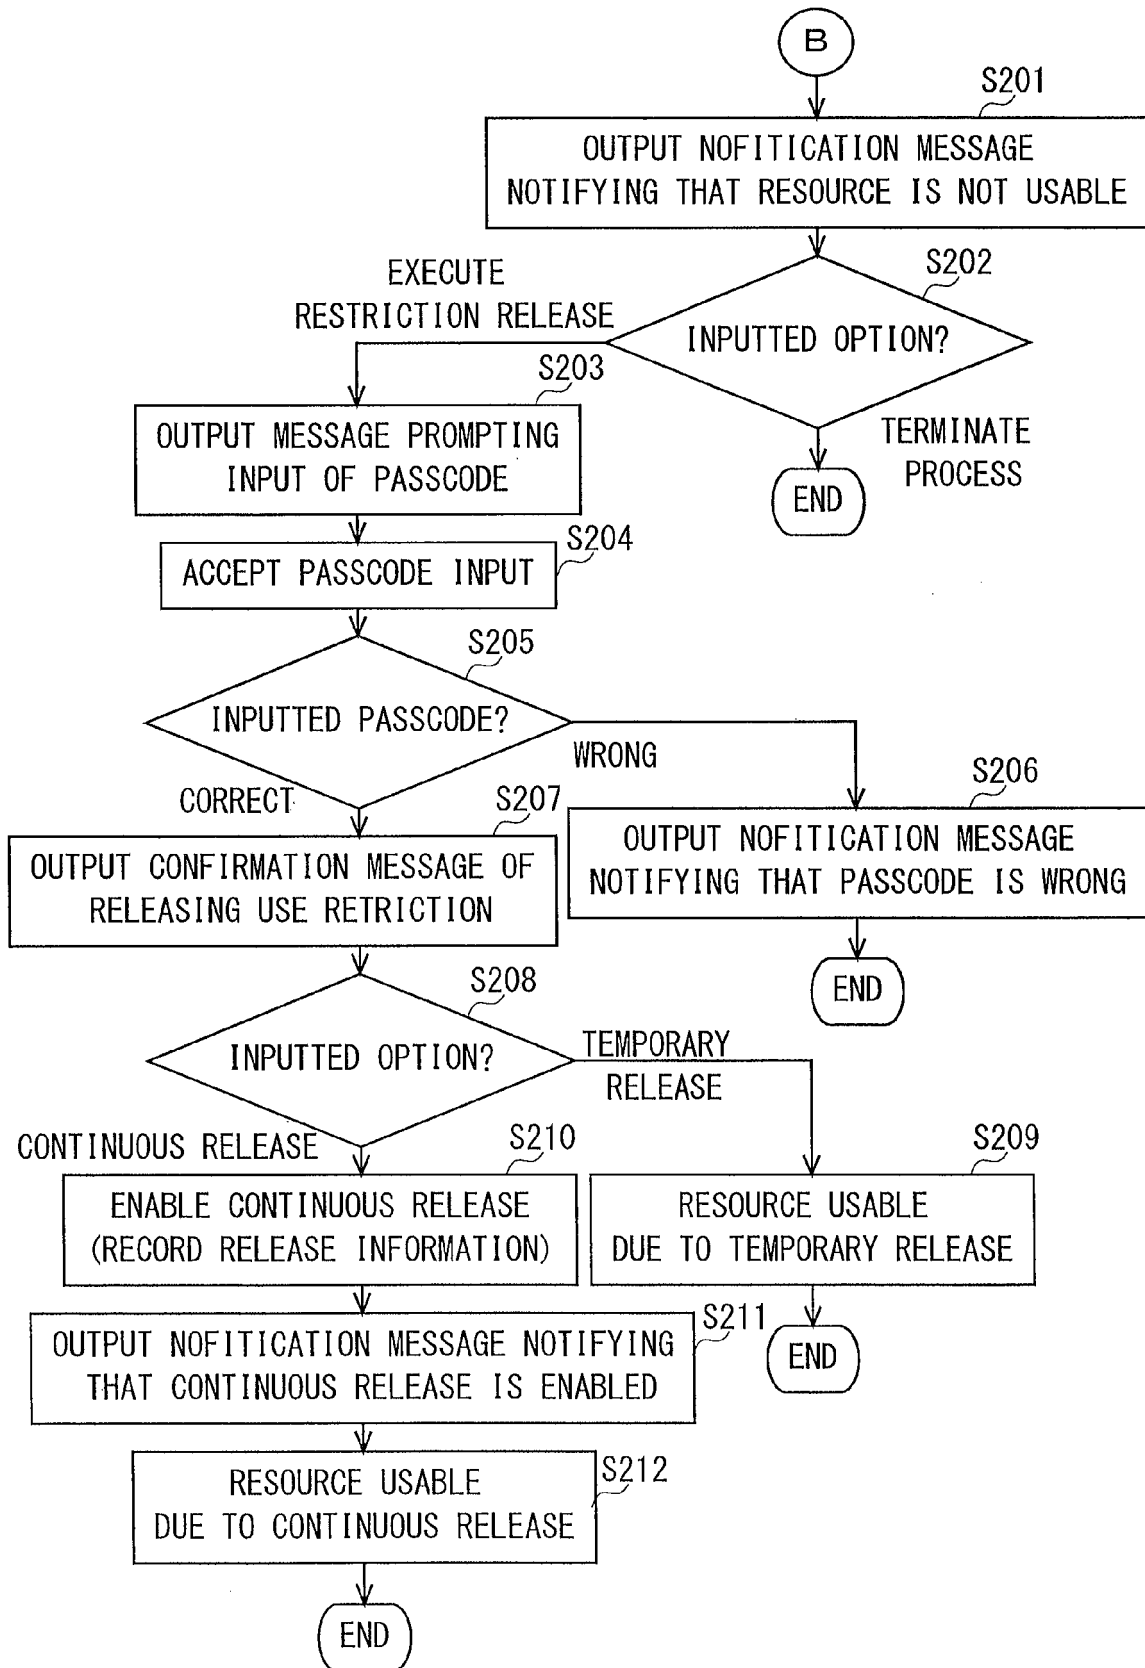 B
S201
OUTPUT NOFITICATION MESSAGE
NOTIFYING THAT RESOURCE IS NOT USABLE
S202
EXECUTE
RESTRICTION RELEASE
INPUTTED OPTION?
TERMINATE
PROCESS
END
S203
OUTPUT MESSAGE PROMPTING
INPUT OF PASSCODE
S204
ACCEPT PASSCODE INPUT
S205
INPUTTED PASSCODE?
WRONG
CORRECT
S206
OUTPUT NOFITICATION MESSAGE
NOTIFYING THAT PASSCODE IS WRONG
END
S207
OUTPUT CONFIRMATION MESSAGE OF
RELEASING USE RETRICTION
S208
INPUTTED OPTION?
TEMPORARY
RELEASE
CONTINUOUS RELEASE
S209
RESOURCE USABLE
DUE TO TEMPORARY RELEASE
END
S210
ENABLE CONTINUOUS RELEASE
(RECORD RELEASE INFORMATION)
S211
OUTPUT NOFITICATION MESSAGE NOTIFYING
THAT CONTINUOUS RELEASE IS ENABLED
S212
RESOURCE USABLE
DUE TO CONTINUOUS RELEASE
END